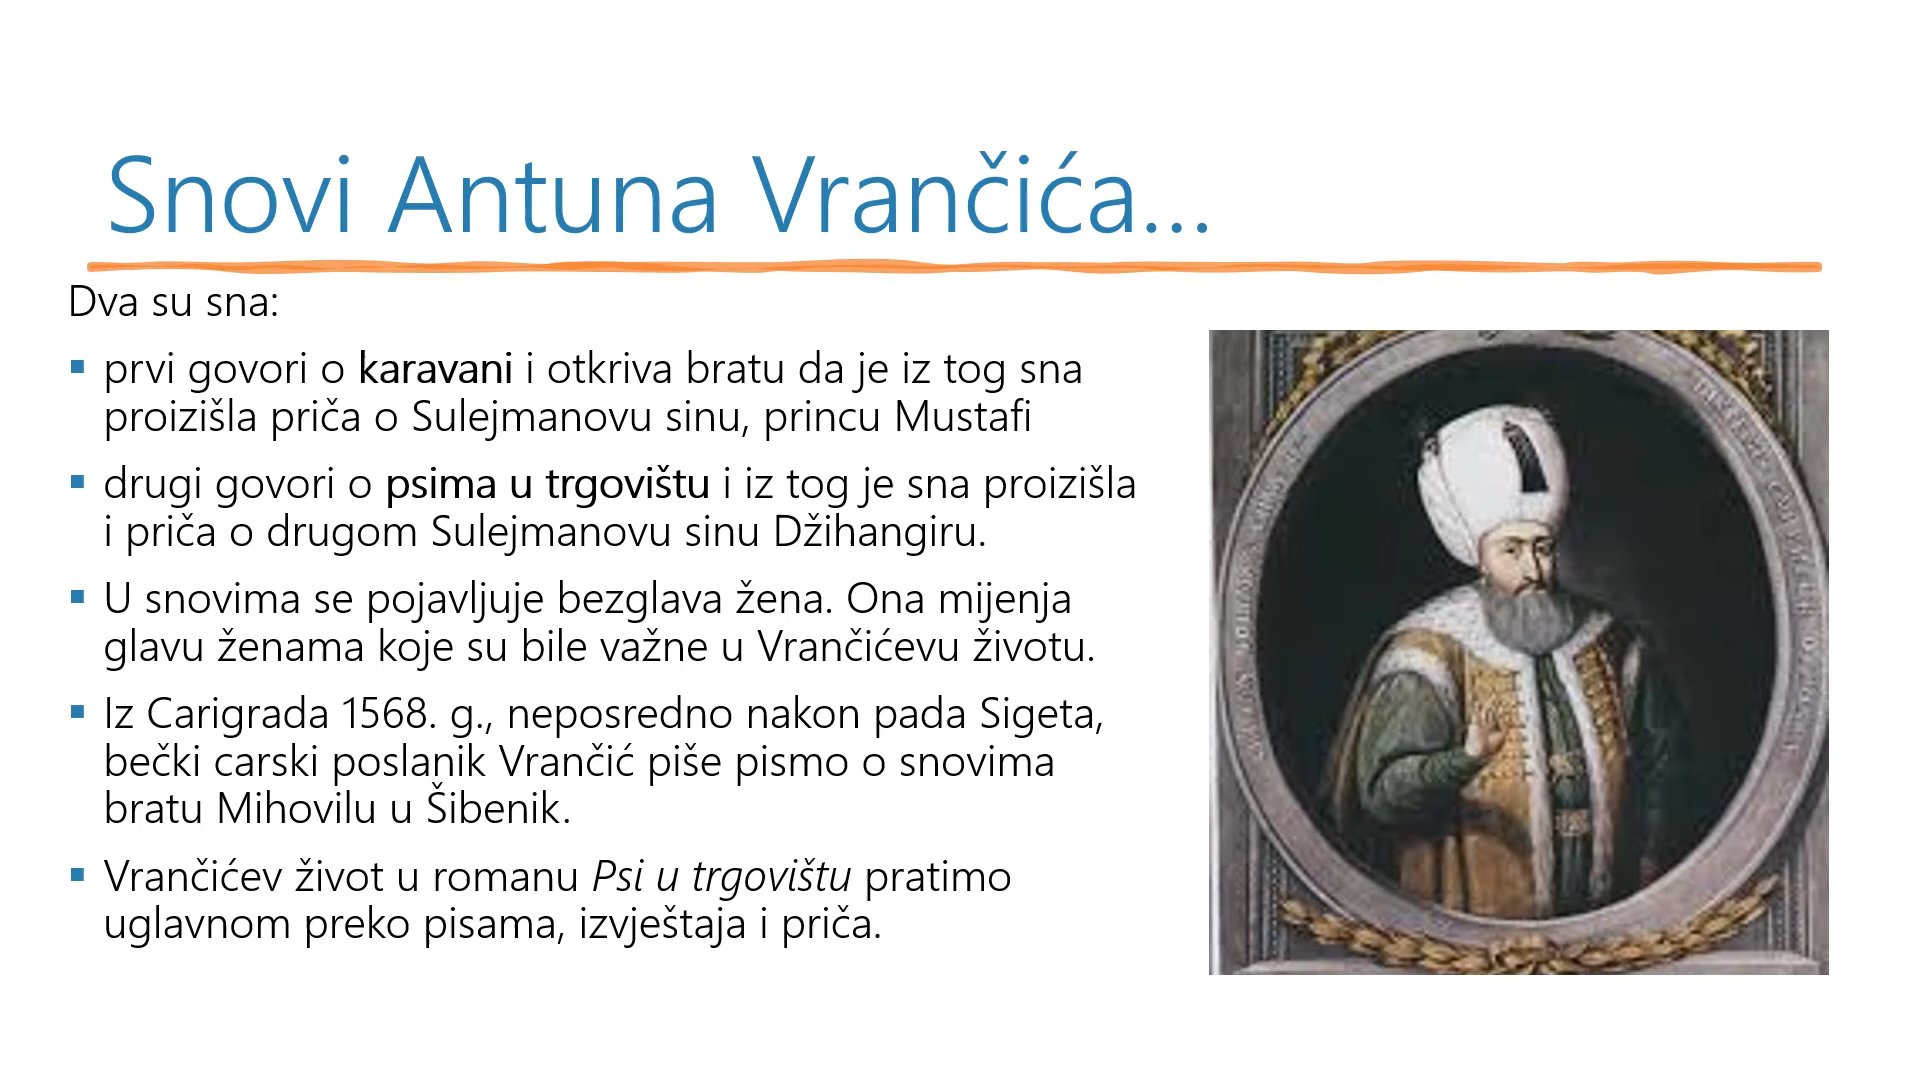 Snovi Antuna Vrančića...
Dva su sna:
▪ prvi govori o karavani i otkriva bratu da je iz tog sna
proizišla priča o Sulejmanovu sinu, princu Mustafi
▪ drugi govori o psima u trgovištu i iz tog je sna proizišla
i priča o drugom Sulejmanovu sinu Džihangiru.
▪ U snovima se pojavljuje bezglava žena. Ona mijenja
glavu ženama koje su bile važne u Vrančićevu životu.
▪ Iz Carigrada 1568. g., neposredno nakon pada Sigeta,
bečki carski poslanik Vrančić piše pismo o snovima
bratu Mihovilu u Šibenik.
▪ Vrančićev život u romanu Psi u trgovištu pratimo
uglavnom preko pisama, izvještaja i priča.